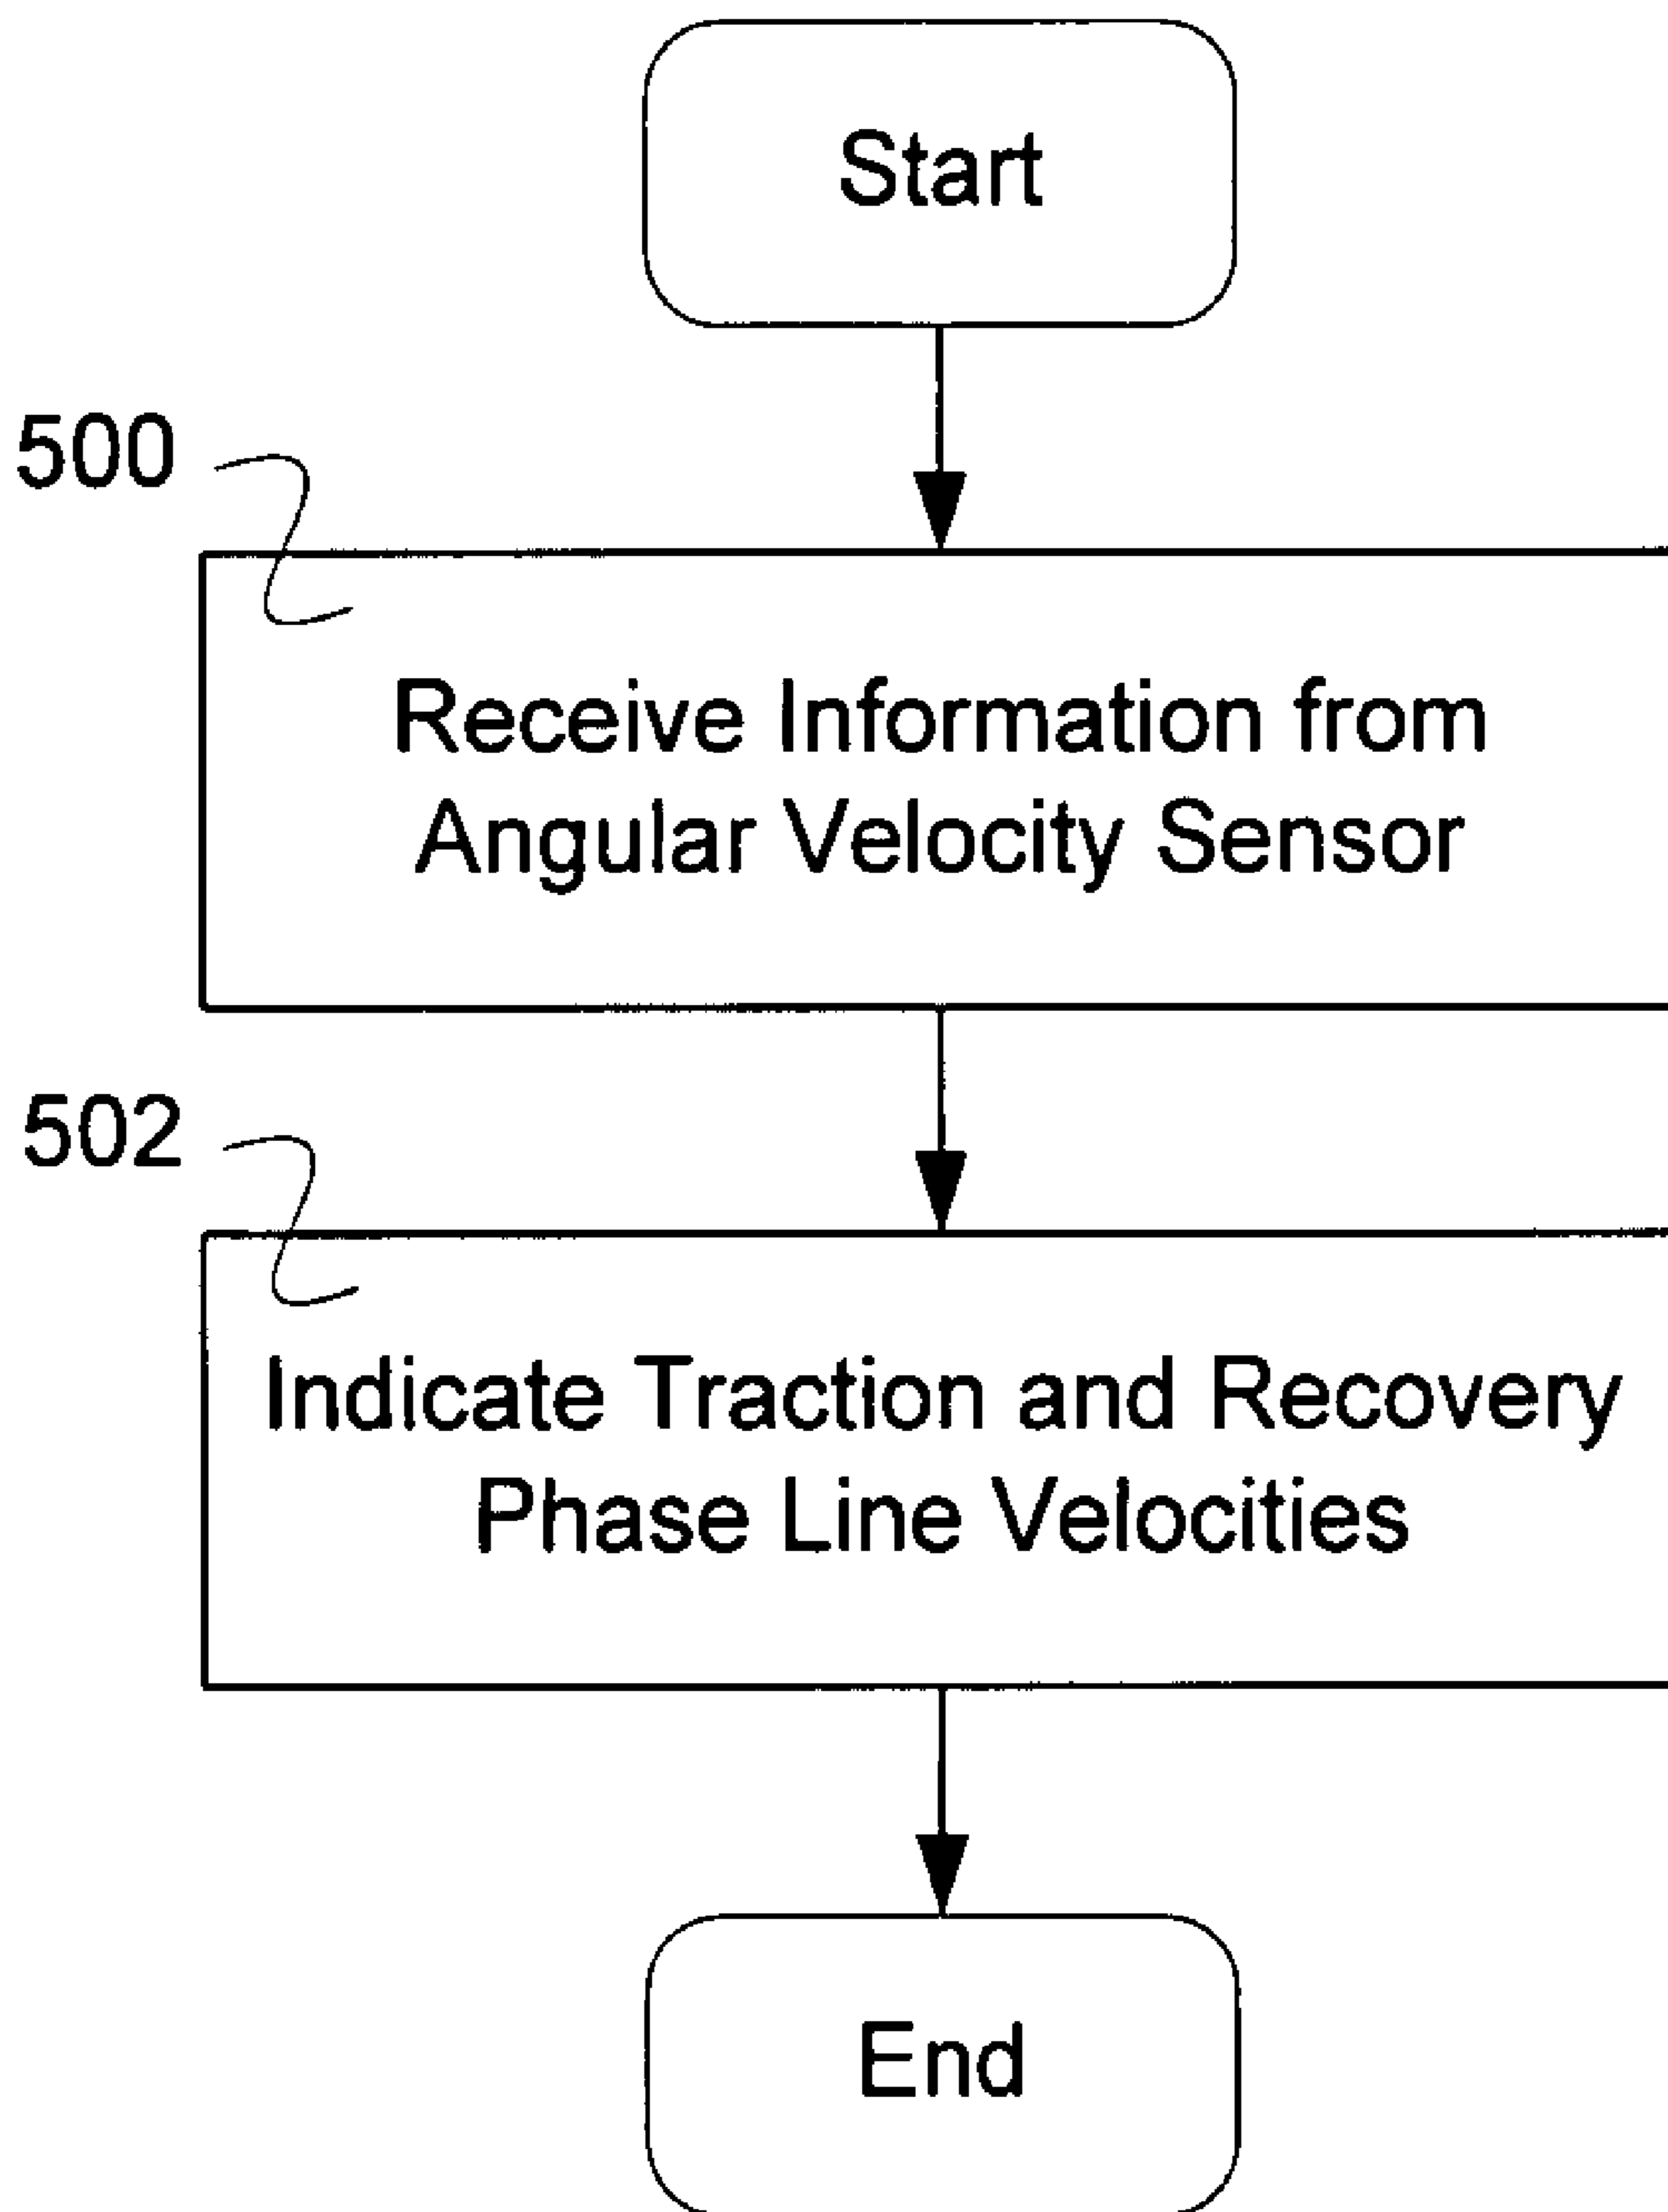 Start
500
Receive Information from
Angular Velocity Sensor
502
Indicate Traction and Recovery
Phase Line Velocities
End